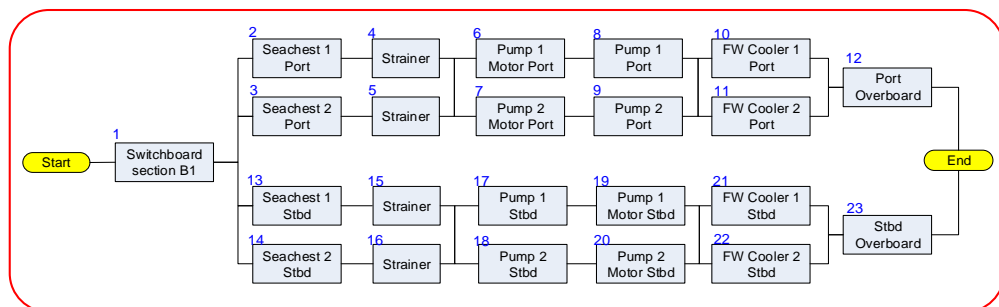 2
4
6
8
10
Seachest 1
Port
Strainer
Pump 1
Motor Port
Pump 1
Port
FW Cooler 1
Port
12
Port
Overboard
3
5
7
9
11
Seachest 2
Port
Strainer
Pump 2
Motor Port
Pump 2
Port
FW Cooler 2
Port
1
Start
Switchboard
section B1
End
13
15
17
19
21
Seachest 1
Stbd
Strainer
Pump 1
Stbd
Pump 1
Motor Stbd
FW Cooler 1
Stbd
23
Stbd
Overboard
14
16
18
20
22
Seachest 2
Stbd
Strainer
Pump 2
Stbd
Pump 2
Motor Stbd
FW Cooler 2
Stbd